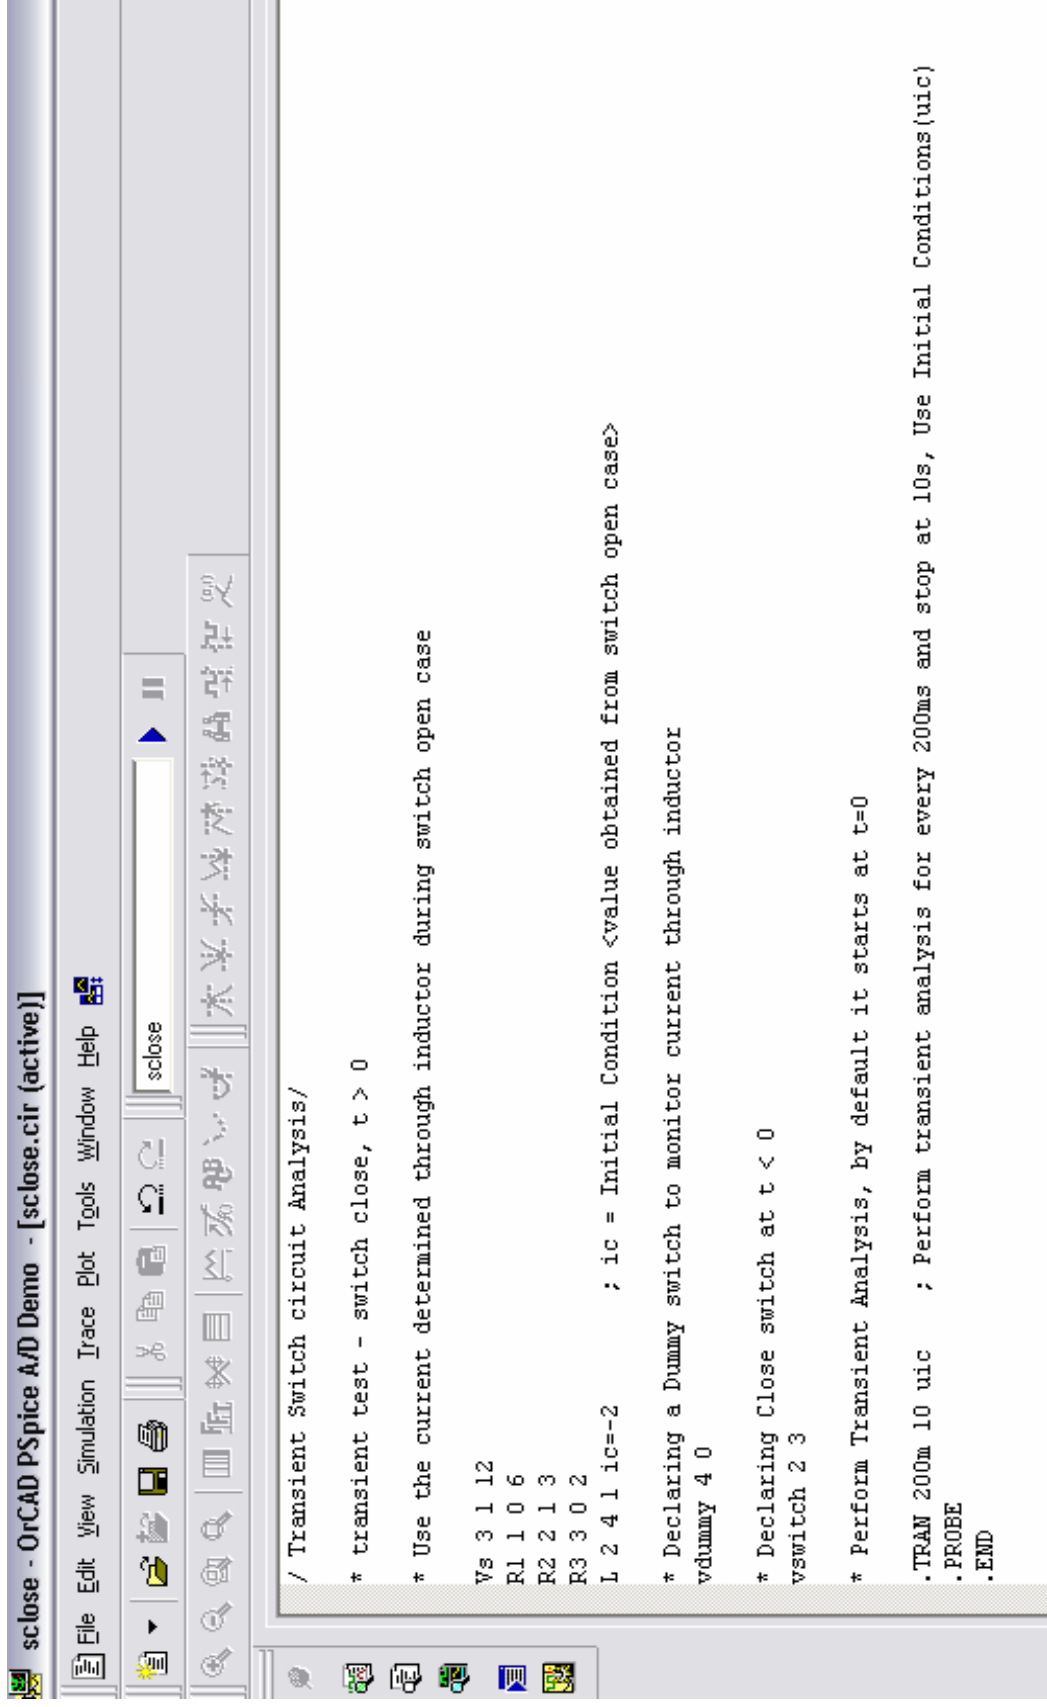 sclose - OrCAD PSpice A/D Demo - [sclose.cir (active)]
File Edit View Simulation Trace Plot Tools Window Help
sclose
/ Transient Switch circuit Analysis/
* transient test - switch close, t > 0
* Use the current determined through inductor during switch open case
Vs 3 1 12
R1 1 0 6
R2 2 1 3
R3 3 0 2
L 2 4 1 ic=-2 ; ic = Initial Condition <value obtained from switch open case>
* Declaring a Dummy switch to monitor current through inductor
vdummy 4 0
* Declaring Close switch at t < 0
vswitch 2 3
* Perform Transient Analysis, by default it starts at t=0
.TRAN 200m 10 uic ; Perform transient analysis for every 200ms and stop at 10s, Use Initial Conditions(uic)
.PROBE
.END